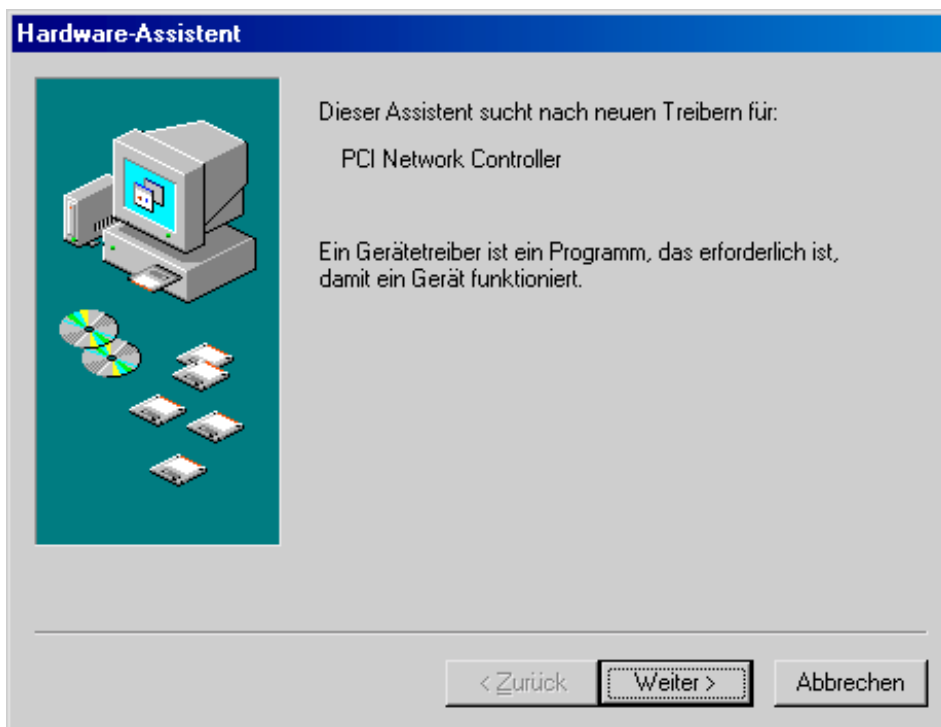 Hardware-Assistent
Dieser Assistent sucht nach neuen Treibern für:
PCI Network Controller
Ein Gerätetreiber ist ein Programm, das erforderlich ist,
damit ein Gerät funktioniert.
< Zurück Weiter > Abbrechen